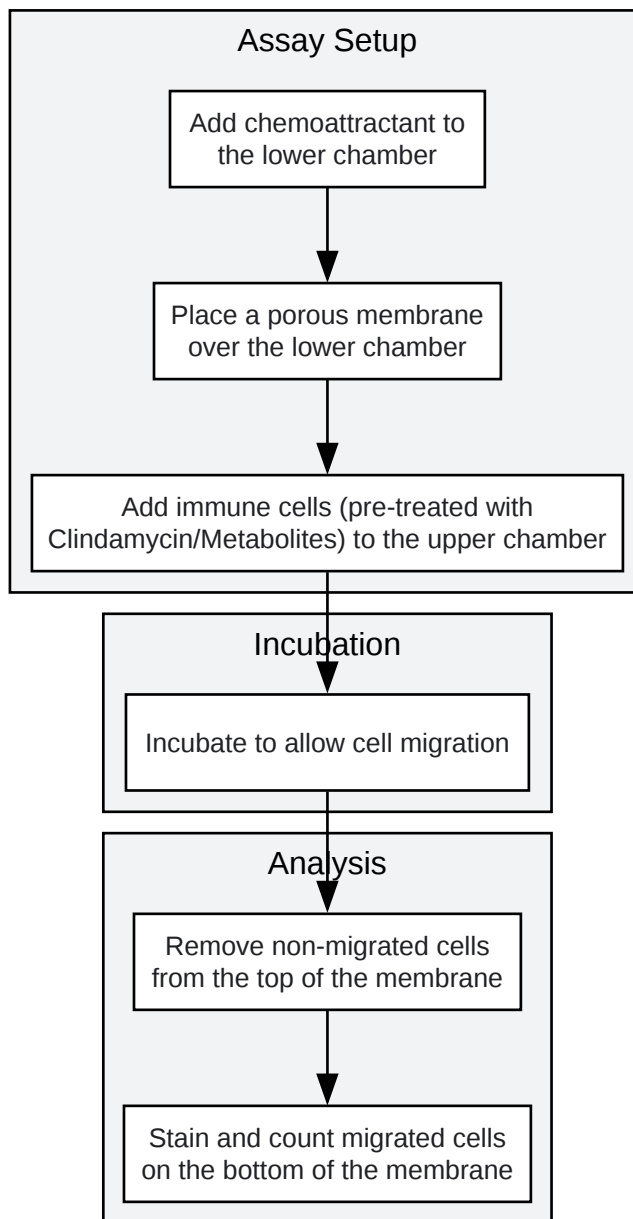 Assay Setup
Add chemoattractant to
the lower chamber
Place a porous membrane
over the lower chamber
Add immune cells (pre-treated with
Clindamycin/Metabolites) to the upper chamber
Incubation
Incubate to allow cell migration
Analysis
Remove non-migrated cells
from the top of the membrane
Stain and count migrated cells
on the bottom of the membrane